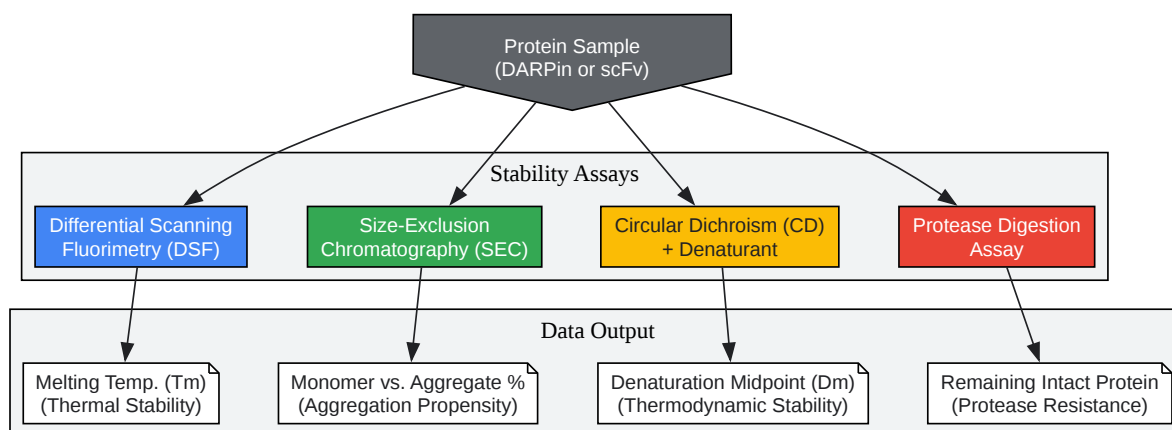 Protein Sample
(DARPin or scFv)
Stability Assays
Differential Scanning
Fluorimetry (DSF)
Size-Exclusion
Chromatography (SEC)
Circular Dichroism (CD)
+ Denaturant
Protease Digestion
Assay
Data Output
Melting Temp. (Tm)
(Thermal Stability)
Monomer vs. Aggregate %
(Aggregation Propensity)
Denaturation Midpoint (Dm)
(Thermodynamic Stability)
Remaining Intact Protein
(Protease Resistance)